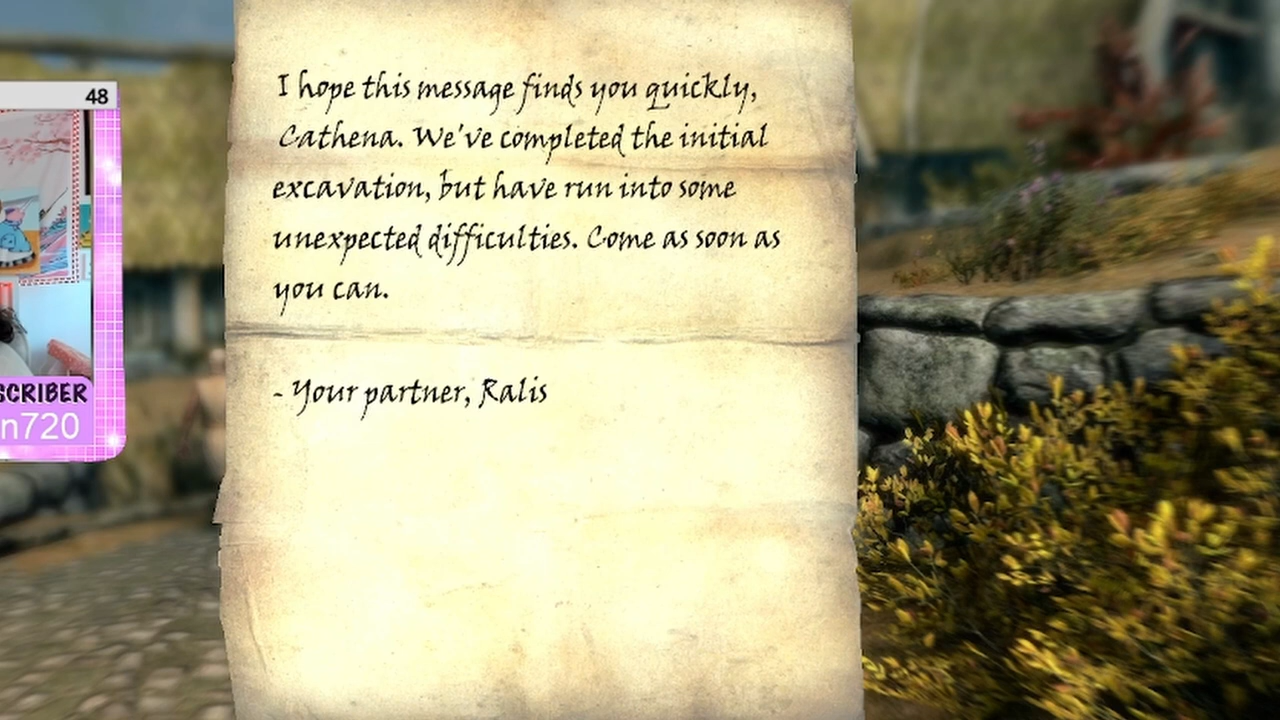 48
I hope this message finds you quickly,
Cathena. We've completed the initial
excavation, but have run into some
unexpected difficulties. Come as soon as
you can.
- Your partner, Ralis
SCRIBER
n720